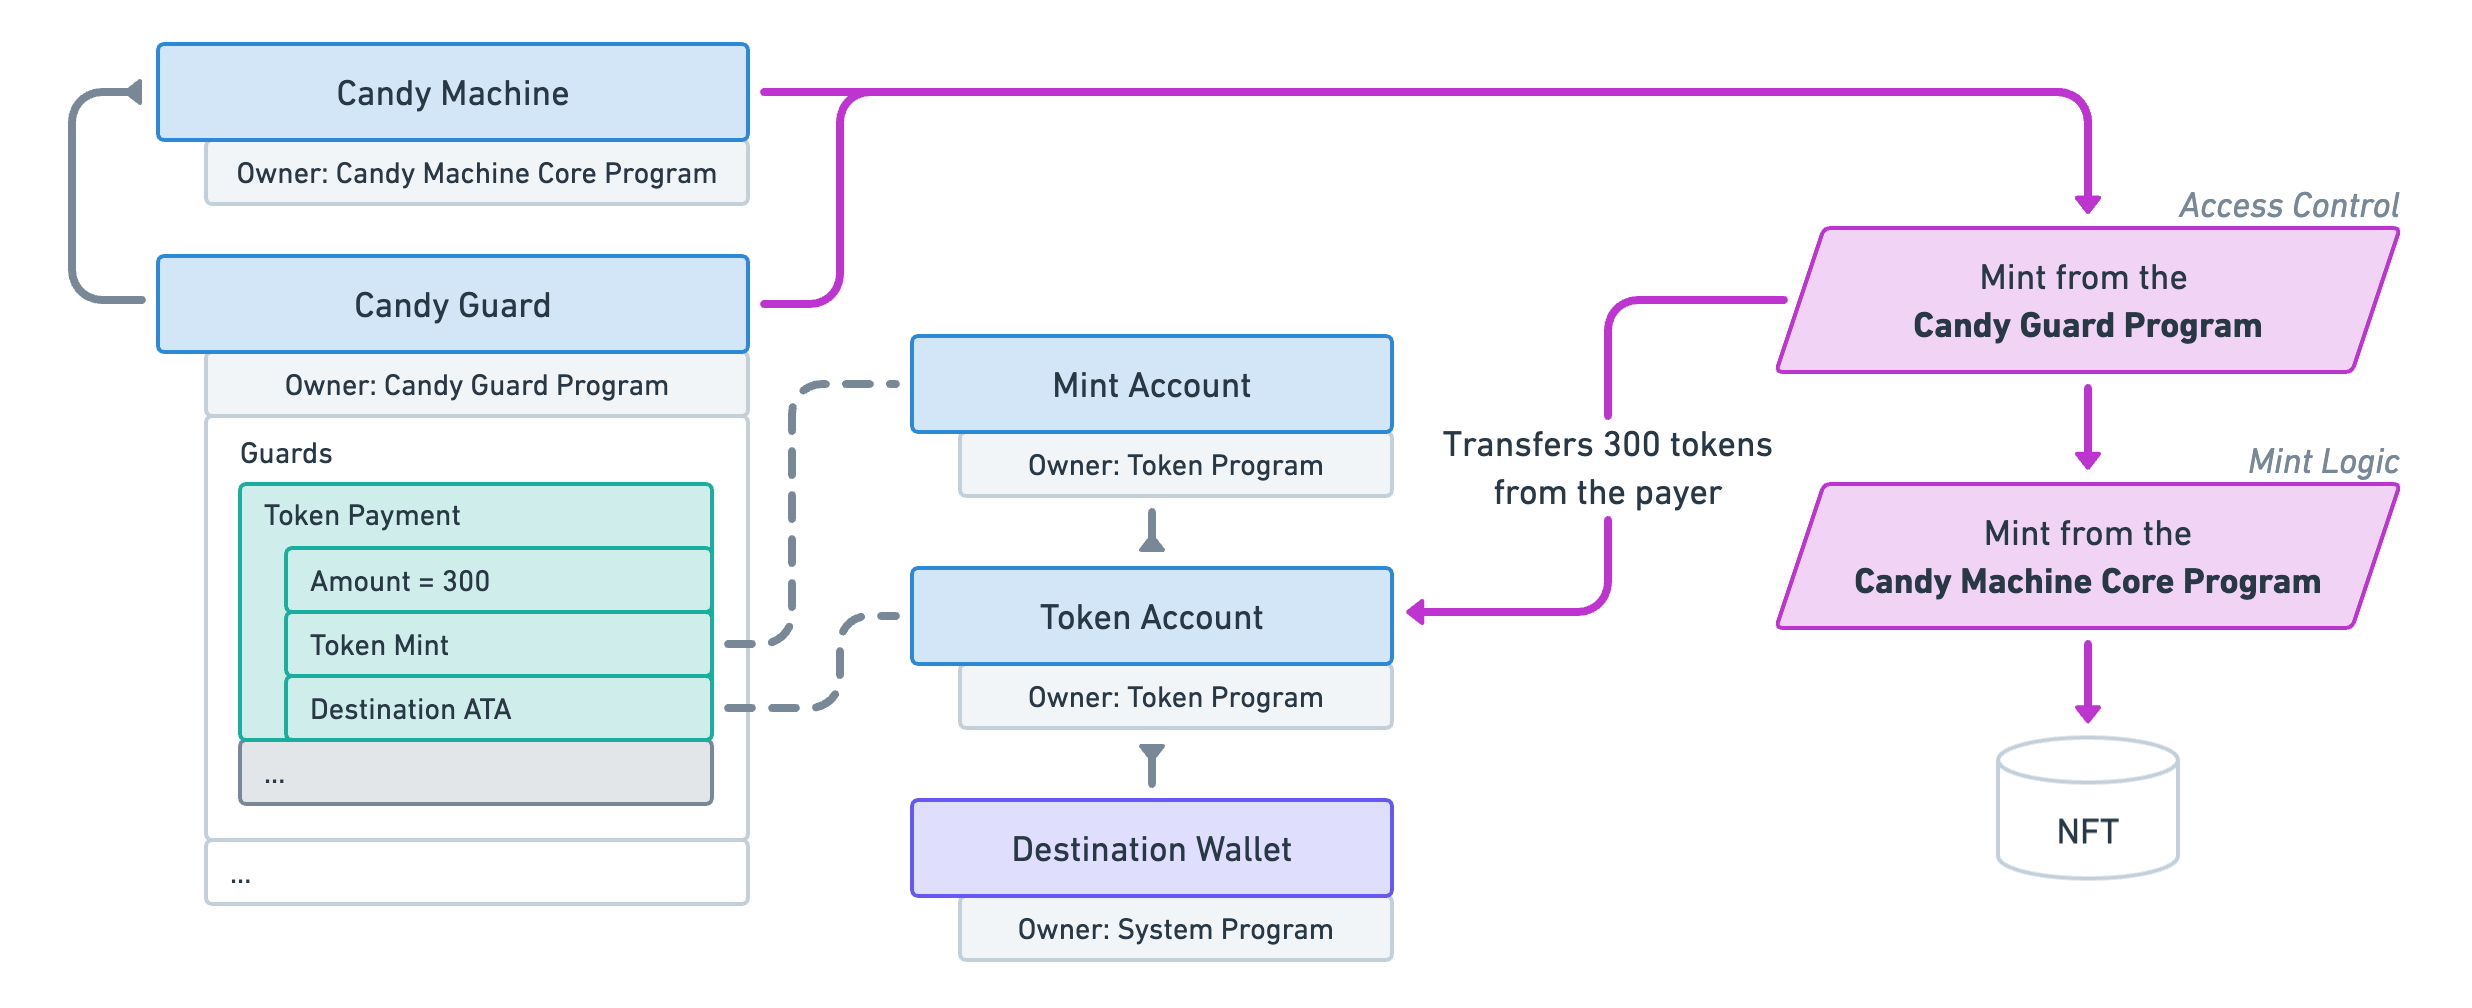 Candy Machine
Owner: Candy Machine Core Program
Candy Guard
Owner: Candy Guard Program
Guards
Token Payment
Amount = 300
Token Mint
Destination ATA
...
...
Mint Account
Owner: Token Program
Token Account
Owner: Token Program
Destination Wallet
Owner: System Program
Transfers 300 tokens
from the payer
Access Control
Mint from the
Candy Guard Program
Mint Logic
Mint from the
Candy Machine Core Program
NFT